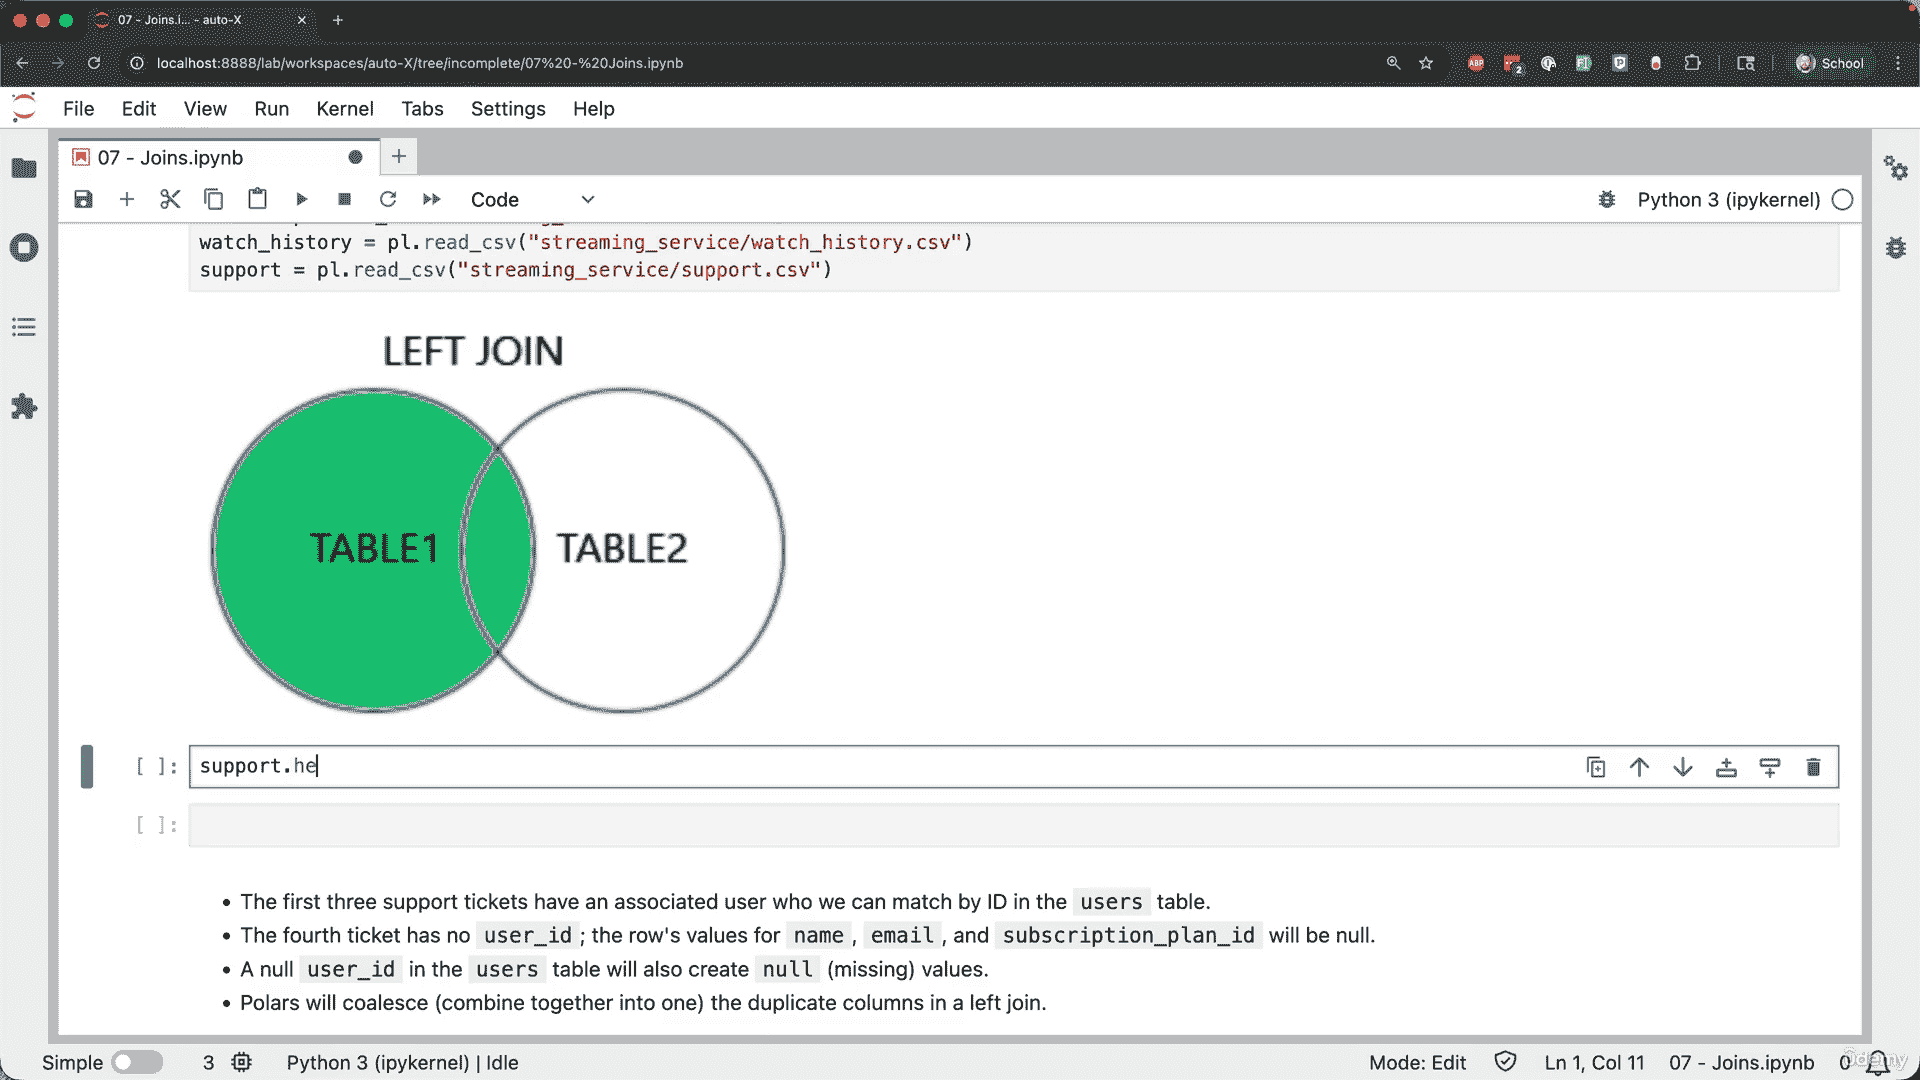 07 - Joins.i... - auto-X
localhost:8888/lab/workspaces/auto-X/tree/incomplete/07%20-%20Joins.ipynb
ABP
2
School
File Edit View Run Kernel Tabs Settings Help
07 - Joins.ipynb
Code
Python 3 (ipykernel)
watch_history = pl.read_csv("streaming_service/watch_history.csv")
support = pl.read_csv("streaming_service/support.csv")
LEFT JOIN
TABLE1
TABLE2
[ ]: support.he
[ ]:
• The first three support tickets have an associated user who we can match by ID in the users table.
• The fourth ticket has no user_id; the row's values for name, email, and subscription_plan_id will be null.
• A null user_id in the users table will also create null (missing) values.
• Polars will coalesce (combine together into one) the duplicate columns in a left join.
Simple 3 Python 3 (ipykernel) | Idle Mode: Edit Ln 1, Col 11 07 - Joins.ipynb 0
udemy